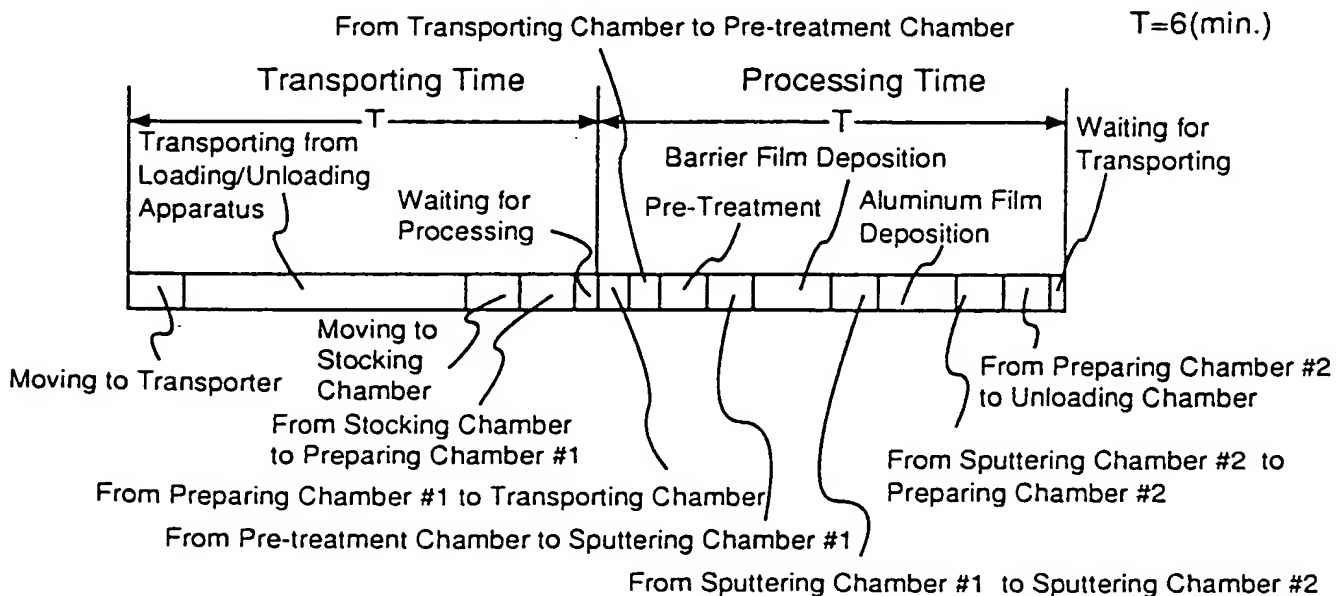 From Transporting Chamber to Pre-treatment Chamber
T=6(min.)
Transporting Time
Processing Time
T
T
Transporting from
Loading/Unloading
Apparatus
Waiting for
Processing
Barrier Film Deposition
Pre-Treatment
Aluminum Film
Deposition
Waiting for
Transporting
Moving to Transporter
Moving to
Stocking
Chamber
From Stocking Chamber
to Preparing Chamber #1
From Preparing Chamber #1 to Transporting Chamber
From Pre-treatment Chamber to Sputtering Chamber #1
From Sputtering Chamber #1 to Sputtering Chamber #2
From Sputtering Chamber #2 to
Preparing Chamber #2
From Preparing Chamber #2
to Unloading Chamber